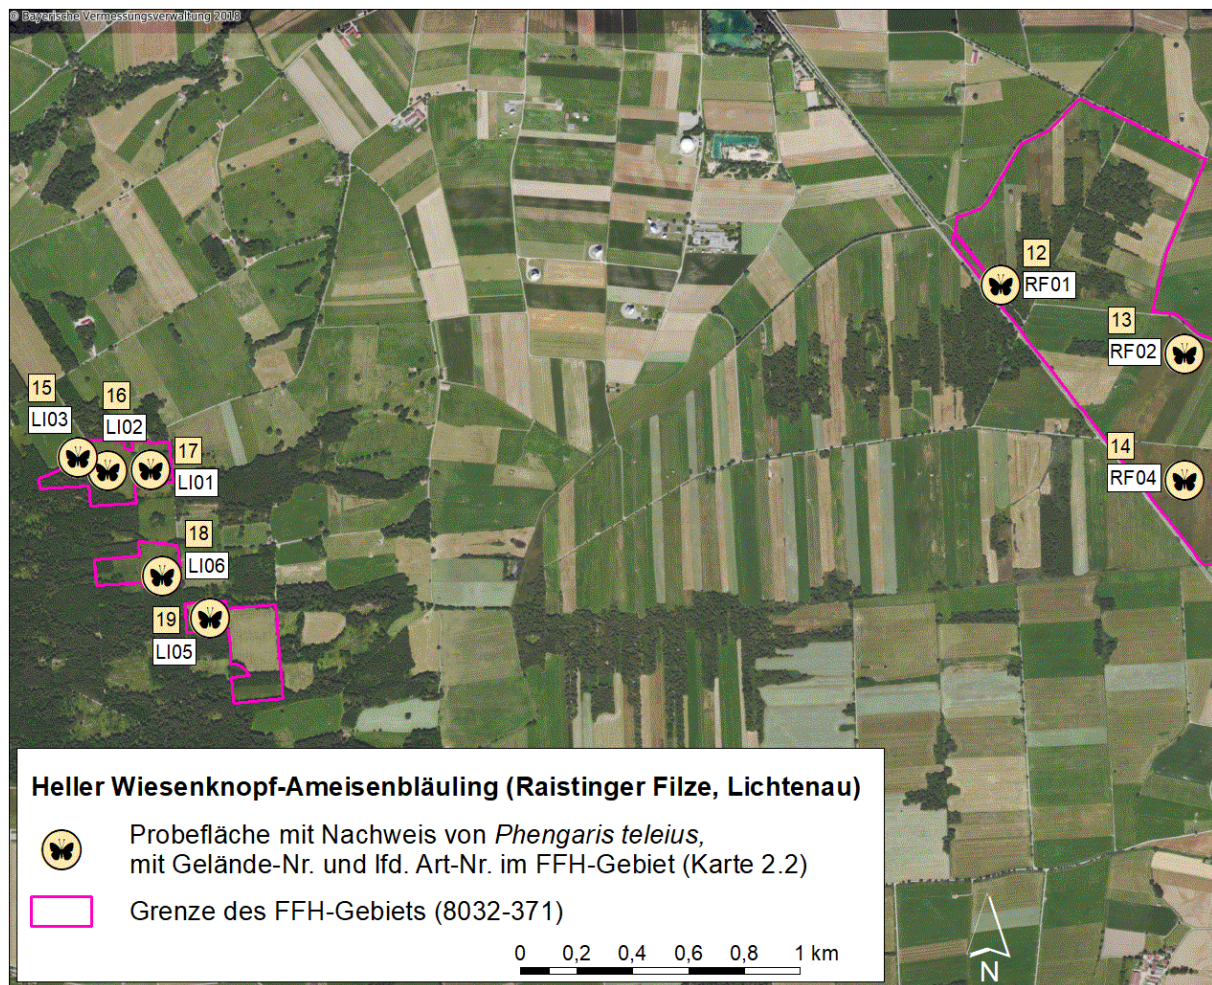 © Bayerische Vermessungsverwaltung 2018
12
RF01
13
RF02
14
RF04
15
LI03
16
LI02
17
LI01
18
LI06
19
LI05
Heller Wiesenknopf-Ameisenbläuling (Raistinger Filze, Lichtenau)
Probefläche mit Nachweis von Phengaris teleius,
mit Gelände-Nr. und lfd. Art-Nr. im FFH-Gebiet (Karte 2.2)
Grenze des FFH-Gebiets (8032-371)
0 0,2 0,4 0,6 0,8 1 km
N